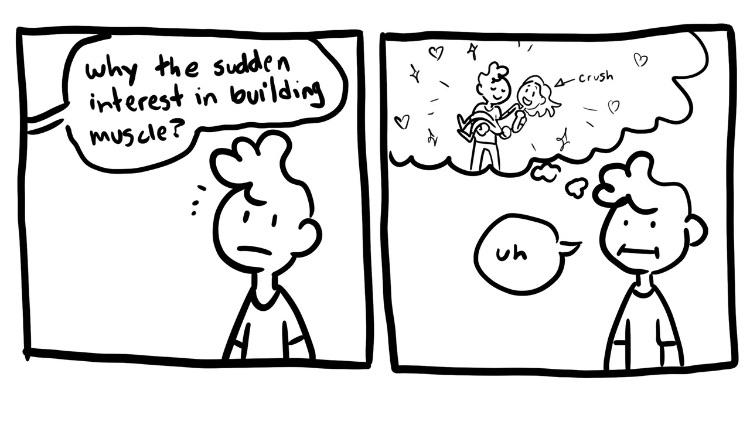 why the sudden
interest in building
muscle?
crush
uh